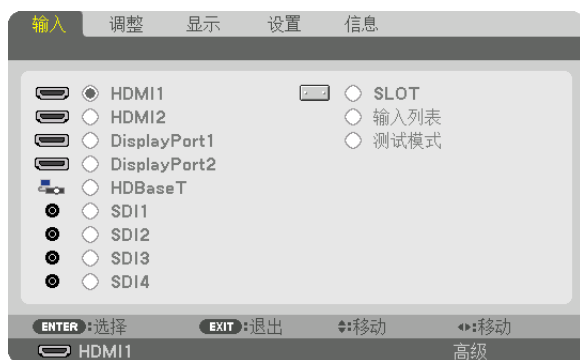 输入 调整 显示 设置 信息
HDMI1
HDMI2
DisplayPort1
DisplayPort2
HDBaseT
SDI1
SDI2
SDI3
SDI4
SLOT
输入列表
测试模式
ENTER:选择 EXIT:退出 :移动 :移动
HDMI1 高级